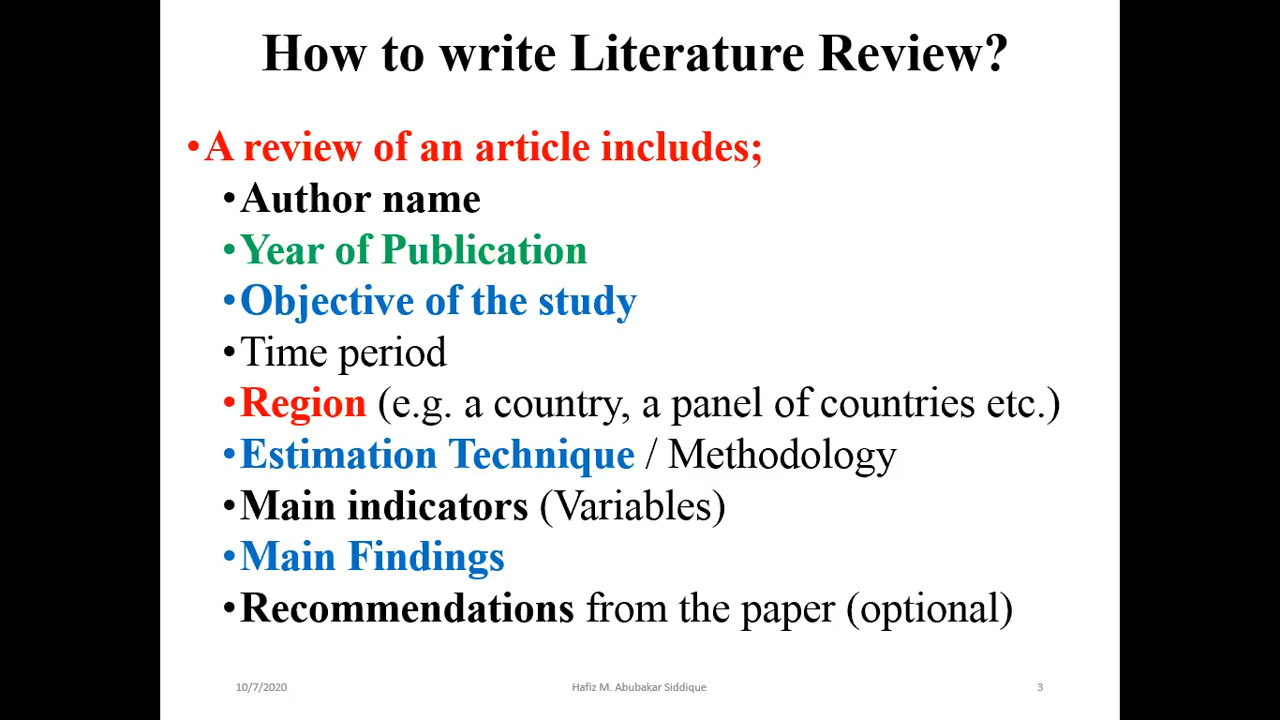 How to write Literature Review?
•A review of an article includes;
•Author name
•Year of Publication
•Objective of the study
•Time period
•Region (e.g. a country, a panel of countries etc.)
•Estimation Technique / Methodology
•Main indicators (Variables)
•Main Findings
•Recommendations from the paper (optional)
10/7/2020 Hafiz M. Abubakar Siddique 3